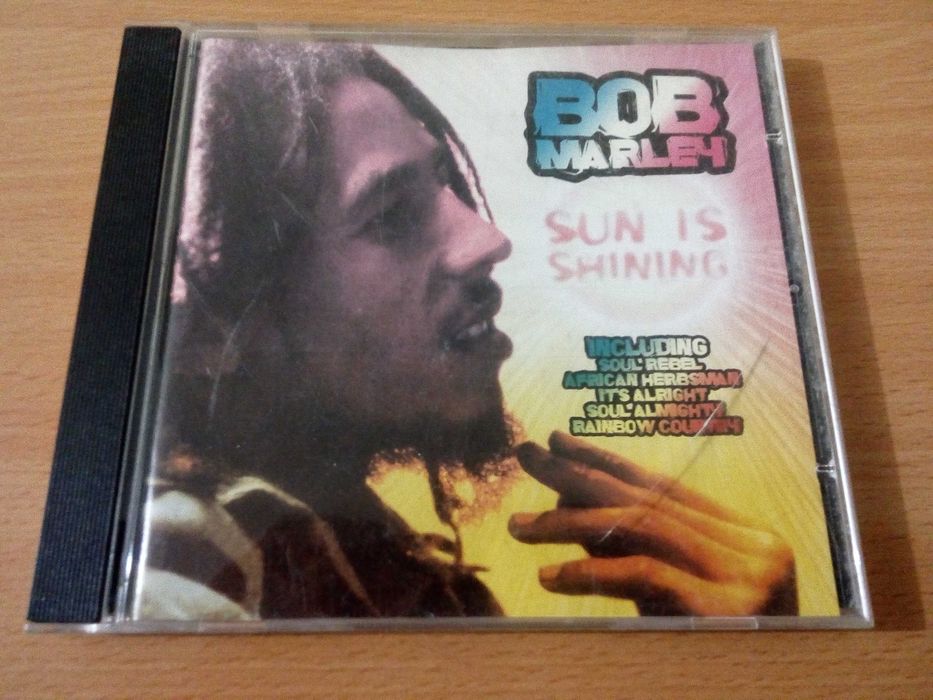 BOB
MARLEY
SUN IS
SHINING
INCLUDING
SOUL REBEL
AFRICAN HERBSMAN
IT'S ALRIGHT
SOUL ALMIGHTY
RAINBOW COUNTRY